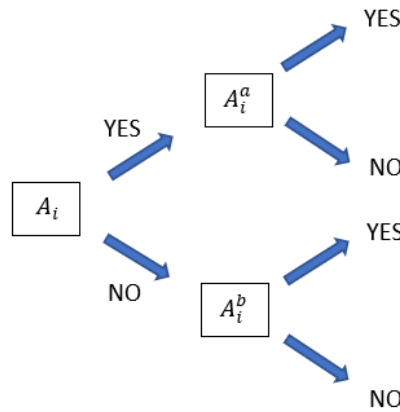 YES
$A_i^a$
YES
NO
$A_i$
YES
NO
$A_i^b$
NO